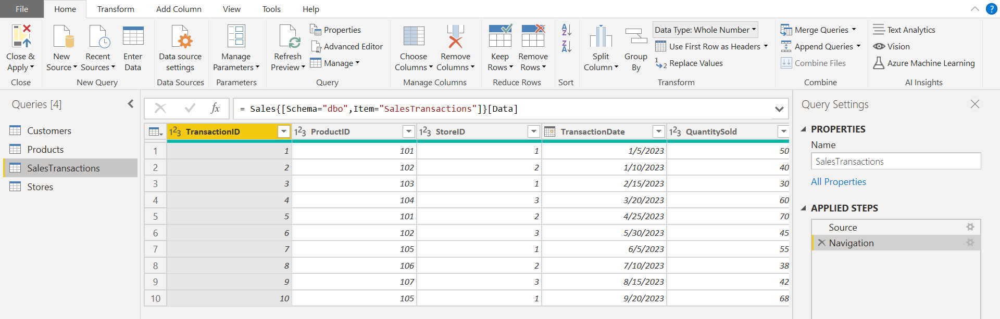 File Home Transform Add Column View Tools Help ?
Close & Apply
New Source
Recent Sources
Enter Data
Data source settings
Manage Parameters
Refresh Preview
Properties
Advanced Editor
Manage
Choose Columns
Remove Columns
Keep Rows
Remove Rows
A Z
Z A
Split Column
Group By
Data Type: Whole Number
Use First Row as Headers
1 2 Replace Values
Merge Queries
Append Queries
Combine Files
Text Analytics
Vision
Azure Machine Learning
Close New Query Data Sources Parameters Query Manage Columns Reduce Rows Sort Transform Combine AI Insights
Queries [4]
Customers
Products
SalesTransactions
Stores
fx = Sales{[Schema="dbo",Item="SalesTransactions"]}[Data]
123 TransactionID 123 ProductID 123 StoreID TransactionDate 123 QuantitySold
1 1 101 1 1/5/2023 50
2 2 102 2 1/10/2023 40
3 3 103 1 2/15/2023 30
4 4 104 3 3/20/2023 60
5 5 101 2 4/25/2023 70
6 6 102 3 5/30/2023 45
7 7 105 1 6/5/2023 55
8 8 106 2 7/10/2023 38
9 9 107 3 8/15/2023 42
10 10 105 1 9/20/2023 68
Query Settings
PROPERTIES
Name
SalesTransactions
All Properties
APPLIED STEPS
Source
Navigation